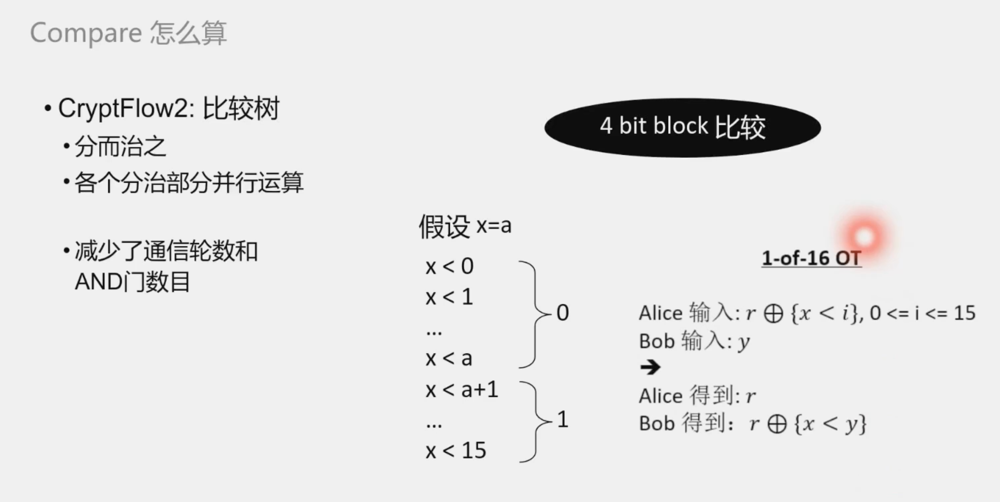 Compare 怎么算
• CryptFlow2: 比较树
• 分而治之
• 各个分治部分并行运算
• 减少了通信轮数和
AND门数目
4 bit block 比较
假设 x=a
x < 0
x < 1
...
x < a
0
x < a+1
...
x < 15
1
1-of-16 OT
Alice 输入: r ⊕ {x < i}, 0 <= i <= 15
Bob 输入: y
➔
Alice 得到: r
Bob 得到： r ⊕ {x < y}